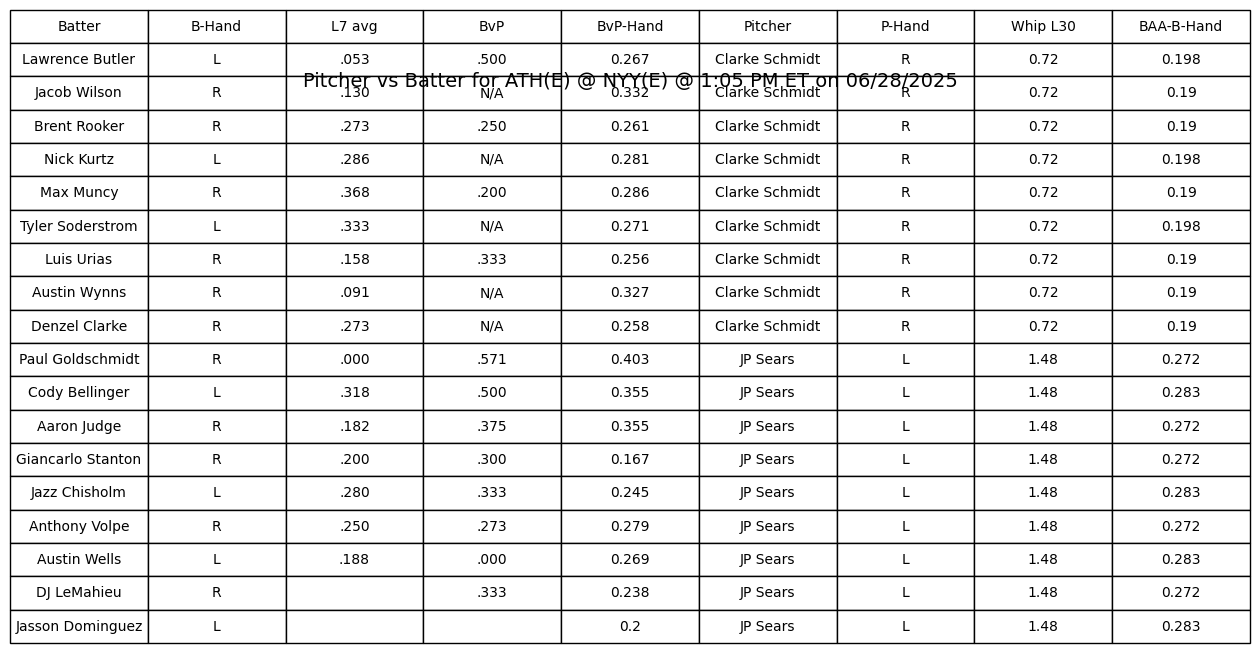 Batter B-Hand L7 avg BvP BvP-Hand Pitcher P-Hand Whip L30 BAA-B-Hand
Lawrence Butler L .053 .500 0.267 Clarke Schmidt R 0.72 0.198
Pitcher vs Batter for ATH(E) @ NYY(E) @ 1:05 PM ET on 06/28/2025
Jacob Wilson R .130 N/A 0.332 Clarke Schmidt R 0.72 0.19
Brent Rooker R .273 .250 0.261 Clarke Schmidt R 0.72 0.19
Nick Kurtz L .286 N/A 0.281 Clarke Schmidt R 0.72 0.198
Max Muncy R .368 .200 0.286 Clarke Schmidt R 0.72 0.19
Tyler Soderstrom L .333 N/A 0.271 Clarke Schmidt R 0.72 0.198
Luis Urias R .158 .333 0.256 Clarke Schmidt R 0.72 0.19
Austin Wynns R .091 N/A 0.327 Clarke Schmidt R 0.72 0.19
Denzel Clarke R .273 N/A 0.258 Clarke Schmidt R 0.72 0.19
Paul Goldschmidt R .000 .571 0.403 JP Sears L 1.48 0.272
Cody Bellinger L .318 .500 0.355 JP Sears L 1.48 0.283
Aaron Judge R .182 .375 0.355 JP Sears L 1.48 0.272
Giancarlo Stanton R .200 .300 0.167 JP Sears L 1.48 0.272
Jazz Chisholm L .280 .333 0.245 JP Sears L 1.48 0.283
Anthony Volpe R .250 .273 0.279 JP Sears L 1.48 0.272
Austin Wells L .188 .000 0.269 JP Sears L 1.48 0.283
DJ LeMahieu R .333 0.238 JP Sears L 1.48 0.272
Jasson Dominguez L 0.2 JP Sears L 1.48 0.283